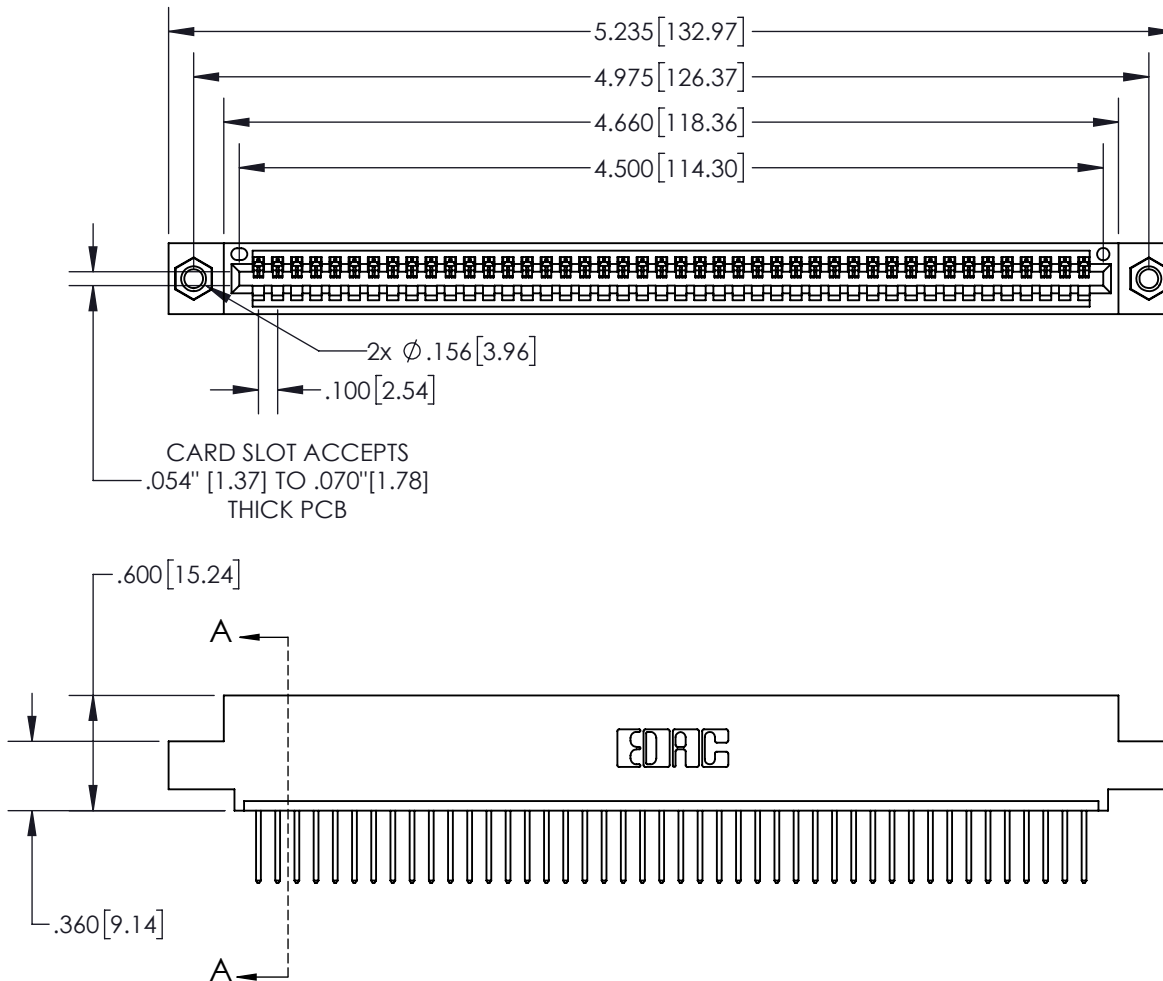 5.235[132.97]
4.975[126.37]
4.660[118.36]
4.500[114.30]
2x Ø.156[3.96]
.100[2.54]
CARD SLOT ACCEPTS
.054" [1.37] TO .070"[1.78]
THICK PCB
.600[15.24]
A
EDAC
.360[9.14]
A